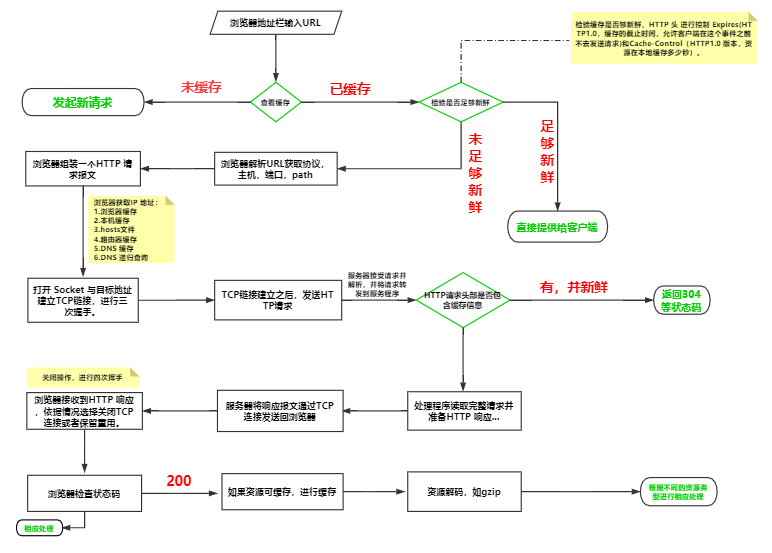 浏览器地址栏输入URL
检验缓存是否够新鲜，HTTP 头 进行控制 Expires(HT
TP1.0，缓存的截止时间，允许客户端在这个事件之前
不去发送请求)和Cache-Control（HTTP1.0 版本，资
源在本地缓存多少秒）。
未缓存
已缓存
发起新请求
查看缓存
检验是否足够新鲜
未
足
够
新
鲜
足
够
新
鲜
浏览器组装一个HTTP 请
求报文
浏览器解析URL获取协议，
主机，端口，path
直接提供给客户端
浏览器获取IP 地址：
1.浏览器缓存
2.本机缓存
3.hosts文件
4.路由器缓存
5.DNS 缓存
6.DNS 递归查询
打开 Socket 与目标地址
建立TCP链接，进行三
次握手。
TCP链接建立之后，发送HT
TP请求
服务器接受请求并
解析，并将请求转
发到服务程序
HTTP请求头部是否包
含缓存信息
有，并新鲜
返回304
等状态码
关闭操作，进行四次挥手
浏览器接收到HTTP 响应
，依据情况选择关闭TCP
连接或者保留重用。
服务器将响应报文通过TCP
连接发送回浏览器
处理程序读取完整请求并
准备HTTP 响应...
浏览器检查状态码
200
如果资源可缓存，进行缓存
资源解码，如gzip
根据不同的资源类
型进行相应处理
相应处理